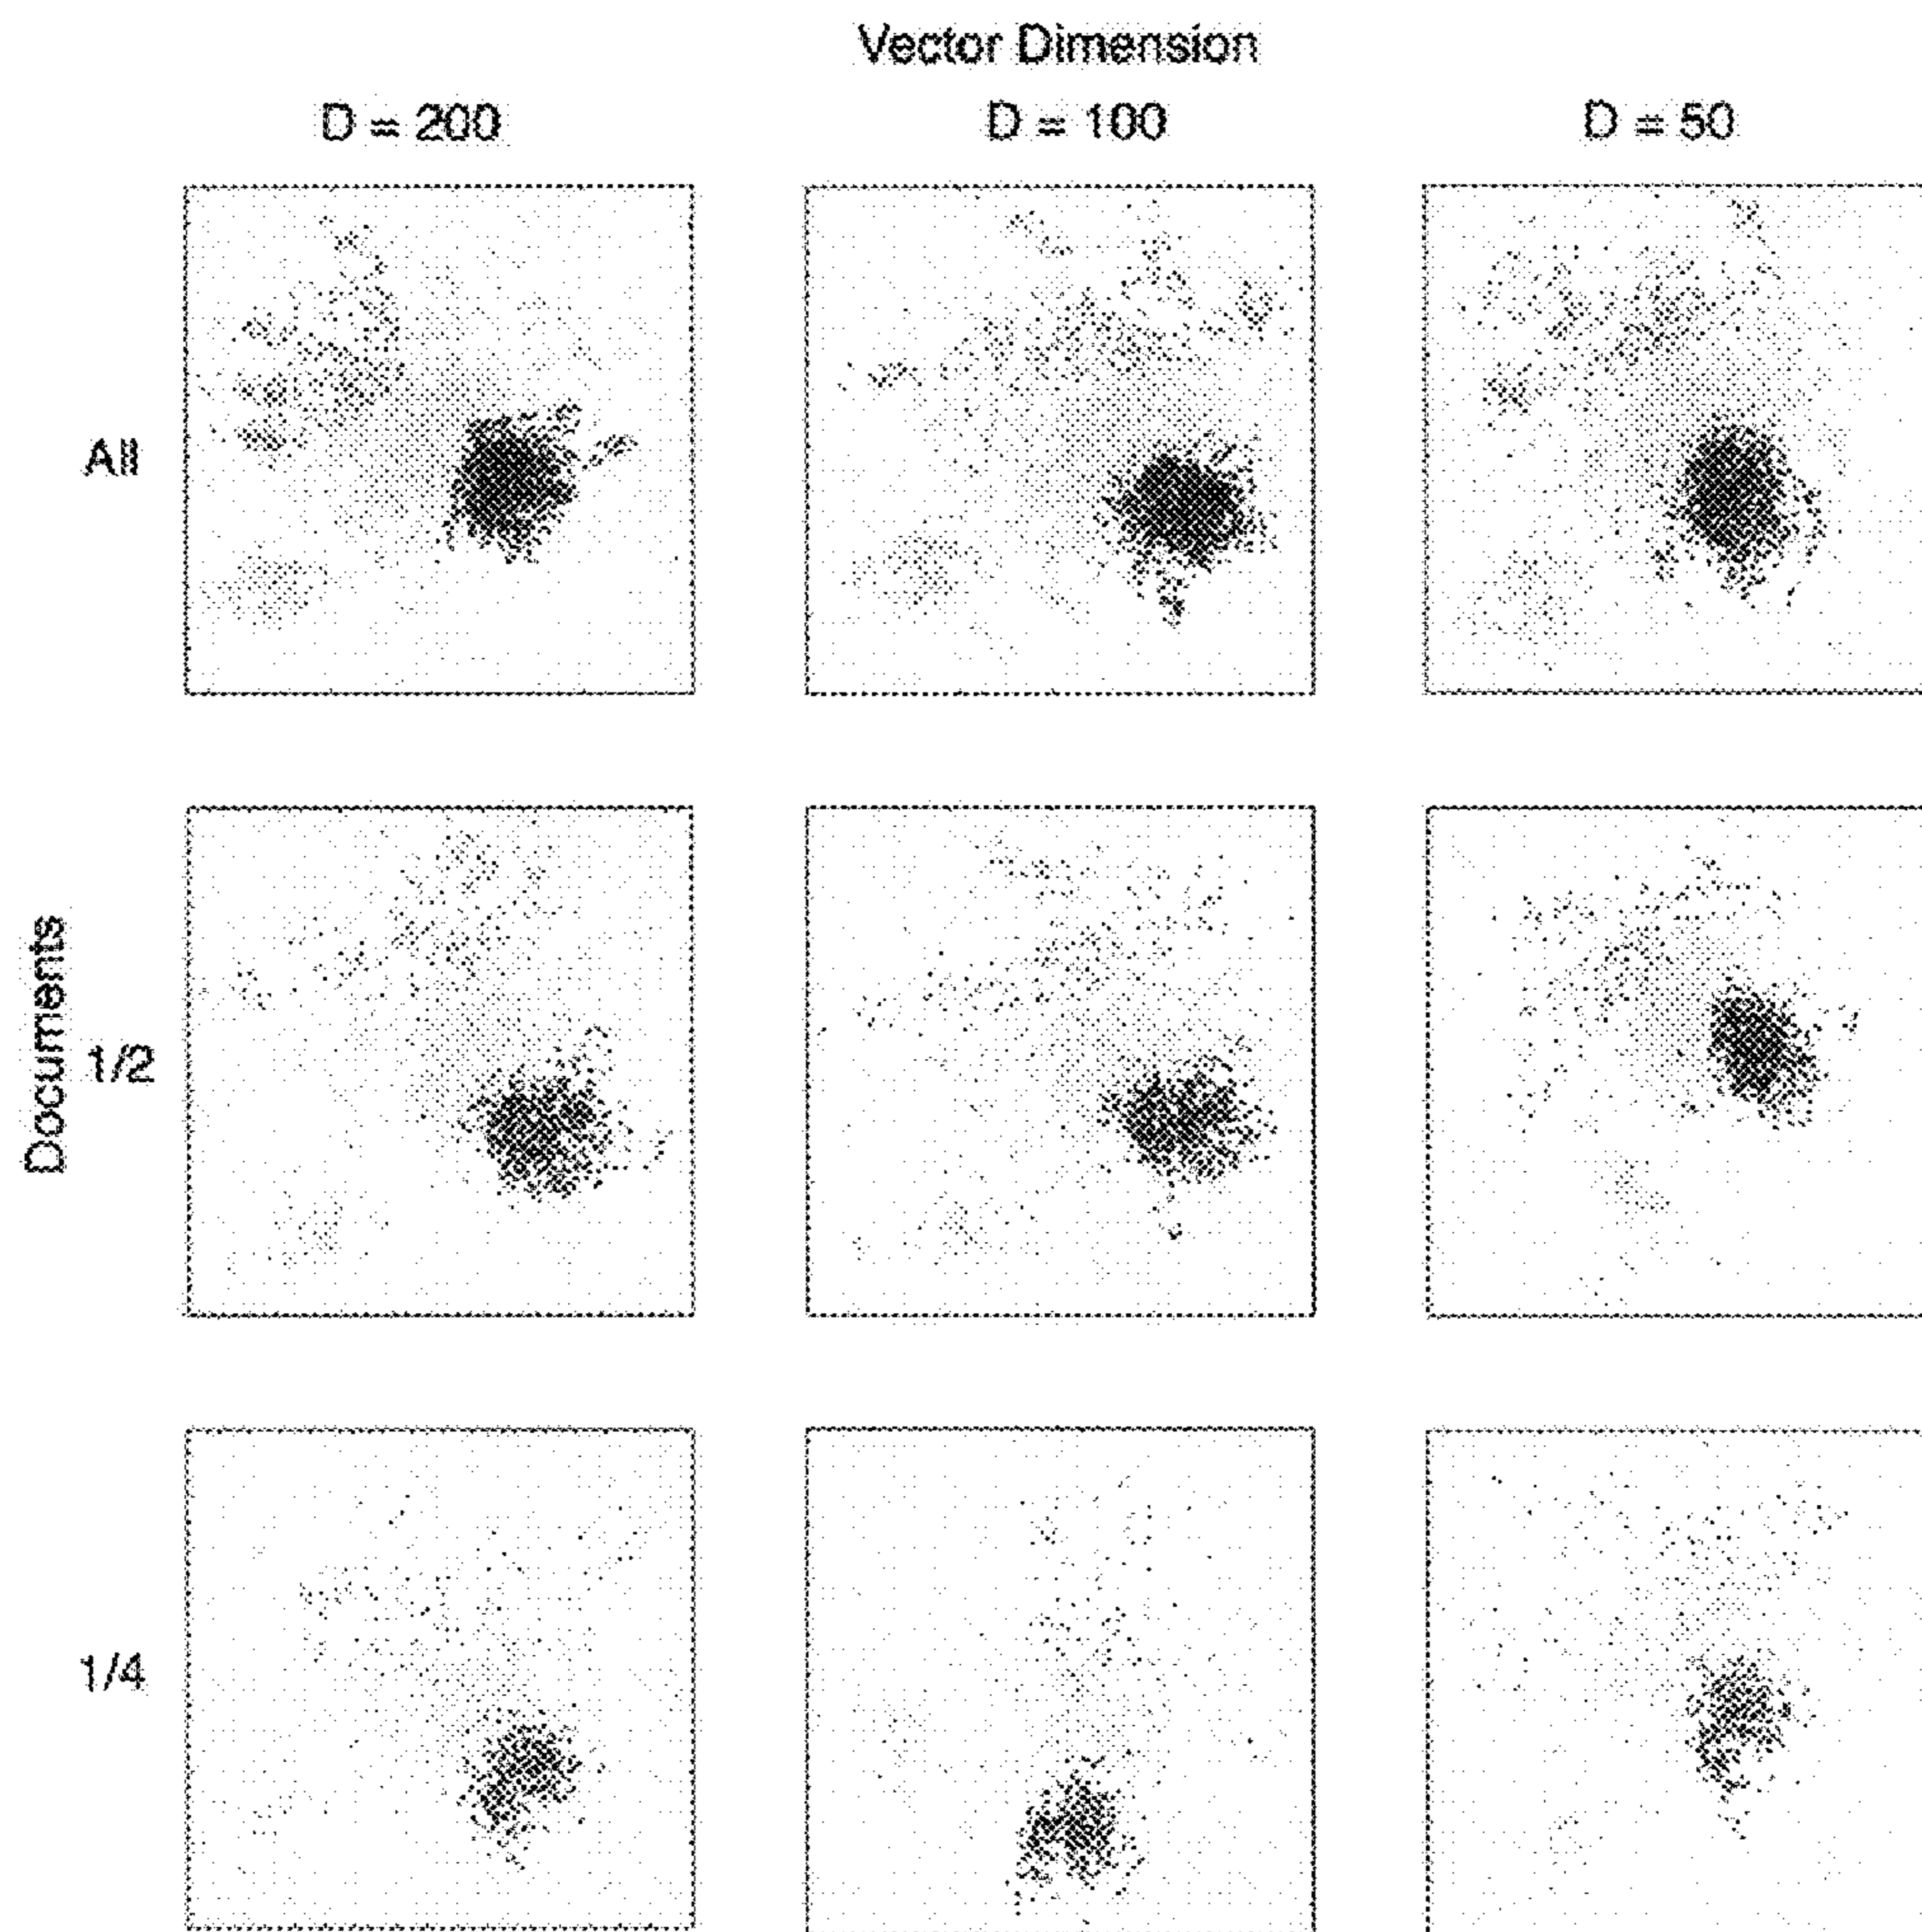 Vector Dimension
D = 200
D = 100
D = 50
All
Documents
1/2
1/4